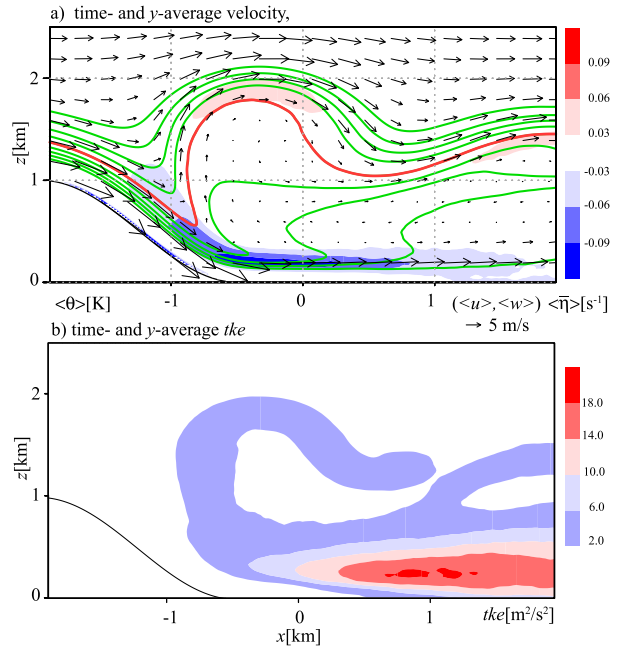 a) time- and y-average velocity,
2
1
0
z[km]
0.09
0.06
0.03
-0.03
-0.06
-0.09
<θ>[K]
-1
0
1
(<u>,<w>) <η̅>[s⁻¹]
→ 5 m/s
b) time- and y-average tke
2
1
0
z[km]
18.0
14.0
10.0
6.0
2.0
-1
0
1
tke[m²/s²]
x[km]